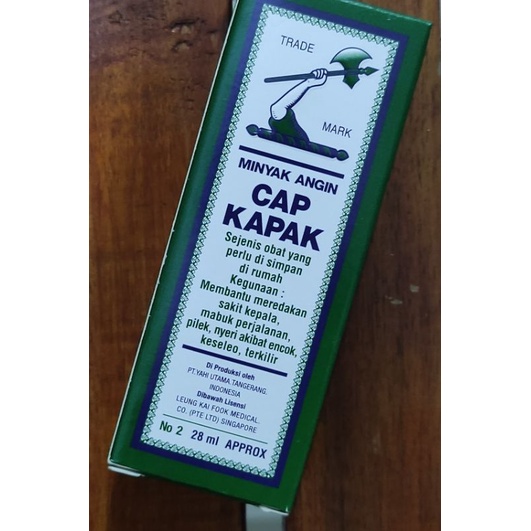 TRADE
MARK
MINYAK ANGIN
CAP
KAPAK
Sejenis obat yang
perlu di simpan
di rumah
Kegunaan :
Membantu meredakan
sakit kepala,
mabuk perjalanan,
pilek, nyeri akibat encok,
keseleo, terkilir
Di Produksi oleh
PT.YAHI UTAMA.TANGERANG.
INDONESIA
Dibawah Lisensi
LEUNG KAI FOOK MEDICAL.
CO. (PTE LTD) SINGAPORE
No 2 28 ml APPROX